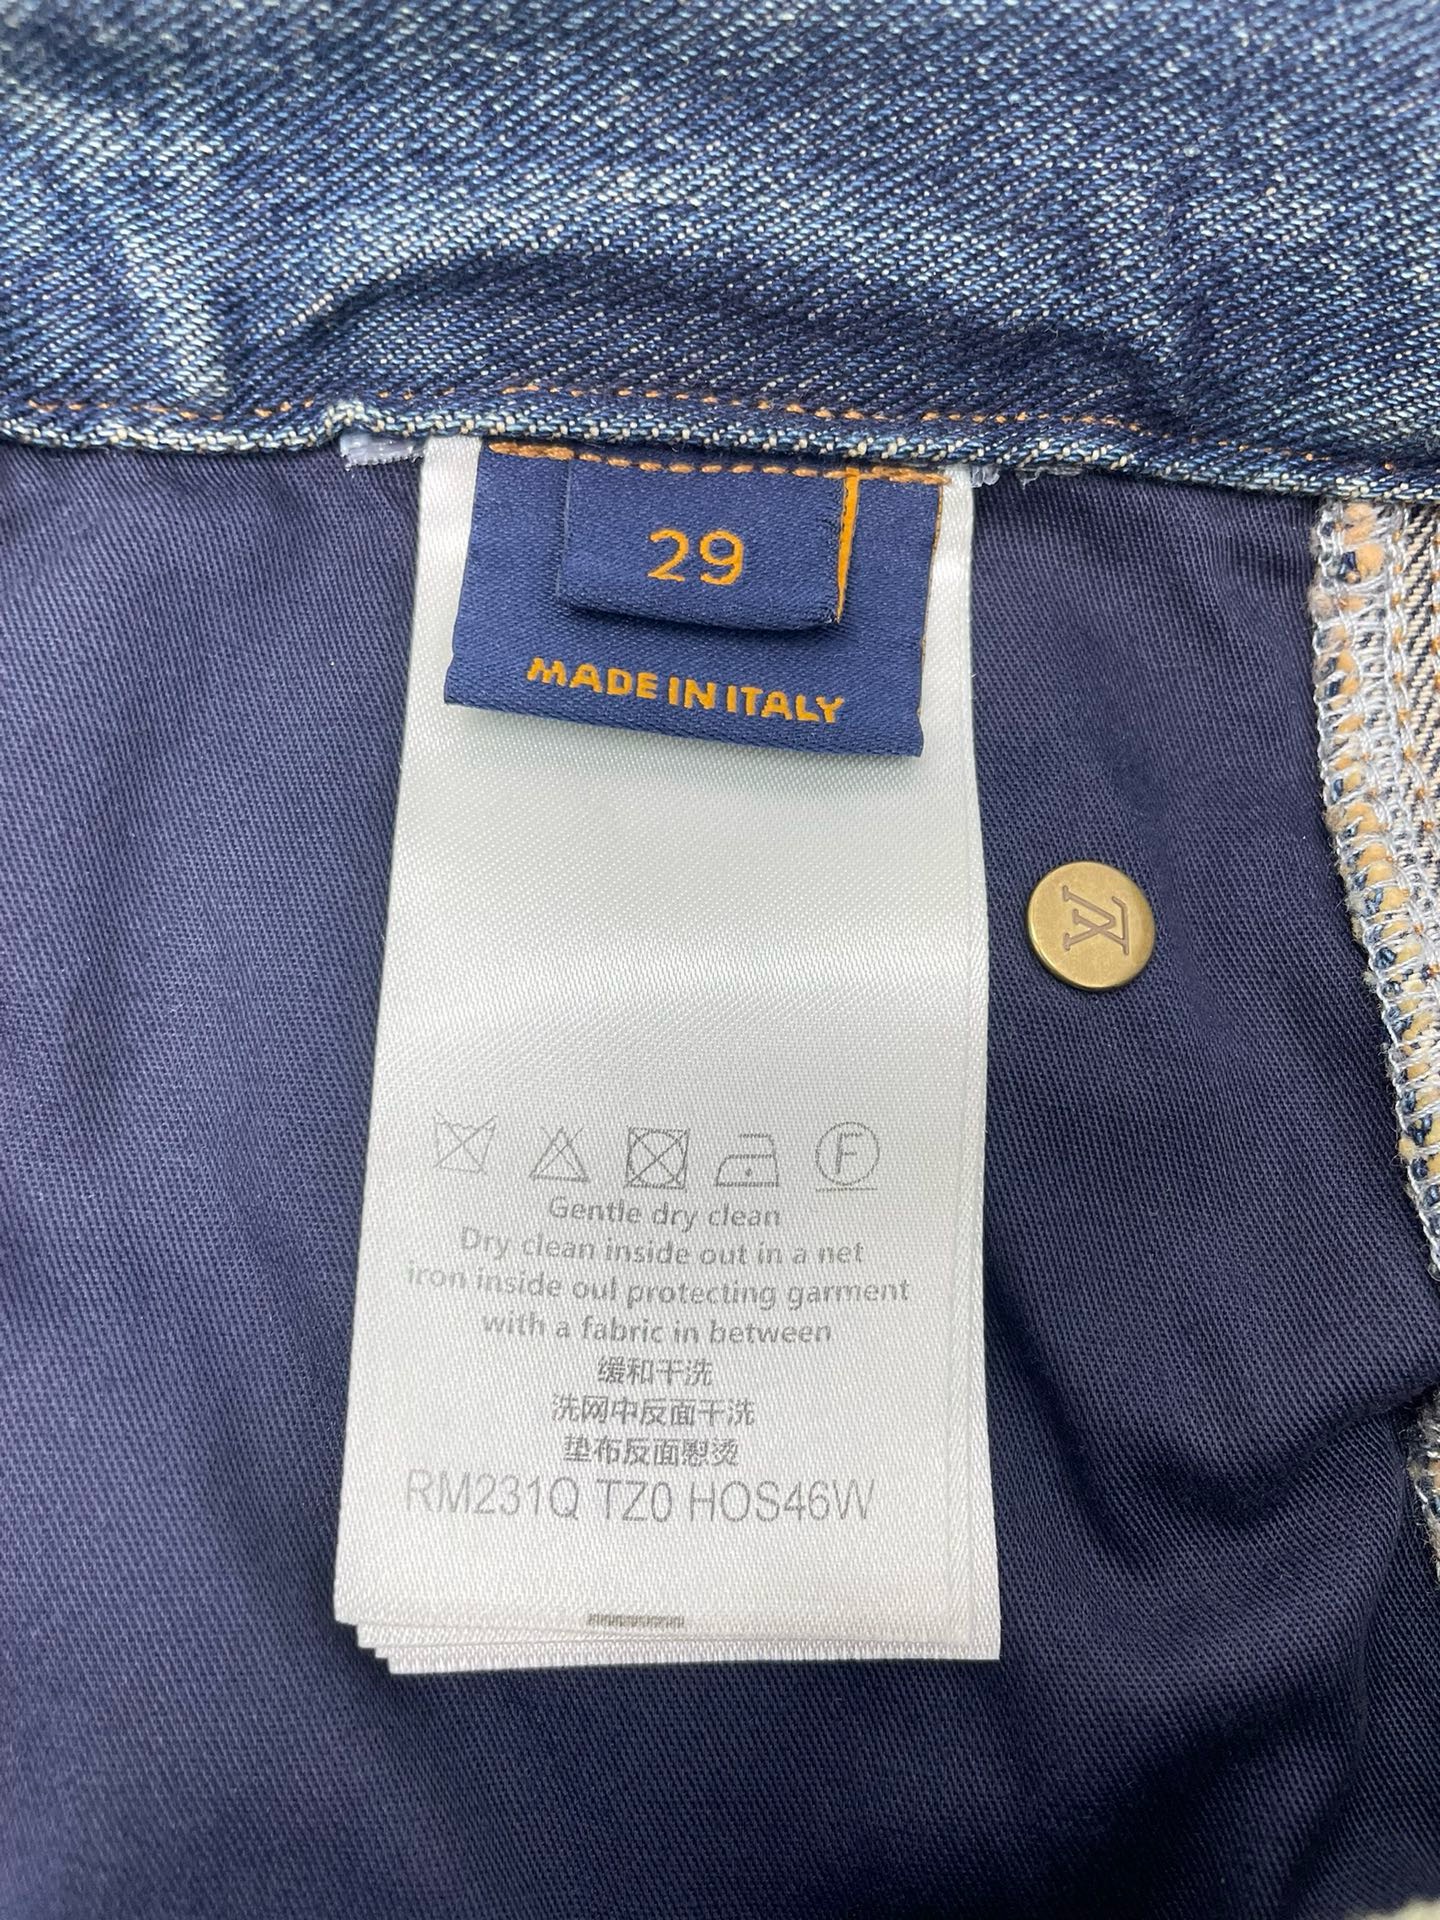 29
MADE IN ITALY
LV
F
Gentle dry clean
Dry clean inside out in a net
iron inside oul protecting garment
with a fabric in between
缓和干洗
洗网中反面干洗
垫布反面熨烫
RM231Q TZ0 HOS46W